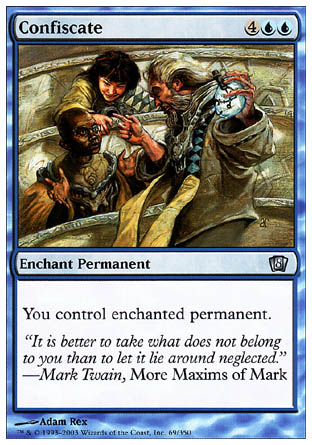 Confiscate 4
Enchant Permanent 8
You control enchanted permanent.
“It is better to take what does not belong
to you than to let it lie around neglected.”
—Mark Twain, More Maxims of Mark
Adam Rex
™ & © 1993–2003 Wizards of the Coast, Inc. 69/350